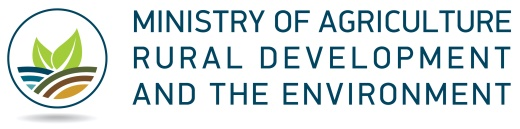 MINISTRY OF AGRICULTURE
RURAL DEVELOPMENT
AND THE ENVIRONMENT